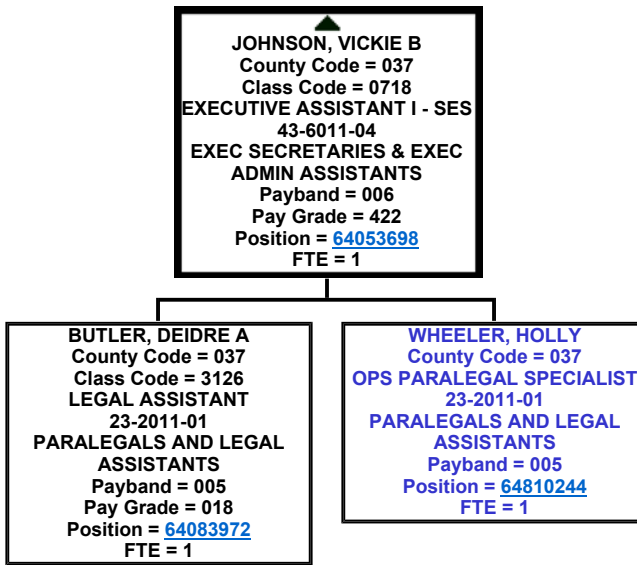 JOHNSON, VICKIE B
County Code = 037
Class Code = 0718
EXECUTIVE ASSISTANT I - SES
43-6011-04
EXEC SECRETARIES & EXEC
ADMIN ASSISTANTS
Payband = 006
Pay Grade = 422
Position = 64053698
FTE = 1
BUTLER, DEIDRE A
County Code = 037
Class Code = 3126
LEGAL ASSISTANT
23-2011-01
PARALEGALS AND LEGAL
ASSISTANTS
Payband = 005
Pay Grade = 018
Position = 64083972
FTE = 1
WHEELER, HOLLY
County Code = 037
OPS PARALEGAL SPECIALIST
23-2011-01
PARALEGALS AND LEGAL
ASSISTANTS
Payband = 005
Position = 64810244
FTE = 1